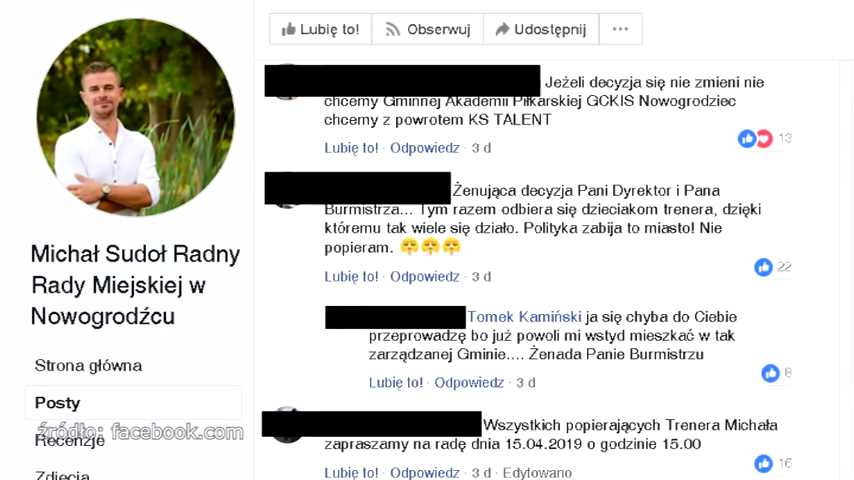 Lubię to!
Obserwuj
Udostępnij
Michał Sudoł Radny
Rady Miejskiej w
Nowogrodźcu
Strona główna
Posty
źródło: facebook.com
Recenzje
Zdjęcia
Jeżeli decyzja się nie zmieni nie
chcemy Gminnej Akademii Piłkarskiej GCKIS Nowogrodziec
chcemy z powrotem KS TALENT
Lubię to! · Odpowiedz · 3 d
13
Żenująca decyzja Pani Dyrektor i Pana
Burmistrza... Tym razem odbiera się dzieciakom trenera, dzięki
któremu tak wiele się działo. Polityka zabija to miasto! Nie
popieram. 😤😤😤
Lubię to! · Odpowiedz · 3 d
22
Tomek Kamiński ja się chyba do Ciebie
przeprowadzę bo już powoli mi wstyd mieszkać w tak
zarządzanej Gminie.... Żenada Panie Burmistrzu
Lubię to! · Odpowiedz · 3 d
8
Wszystkich popierających Trenera Michała
zapraszamy na radę dnia 15.04.2019 o godzinie 15.00
Lubię to! · Odpowiedz · 3 d · Edytowano
16